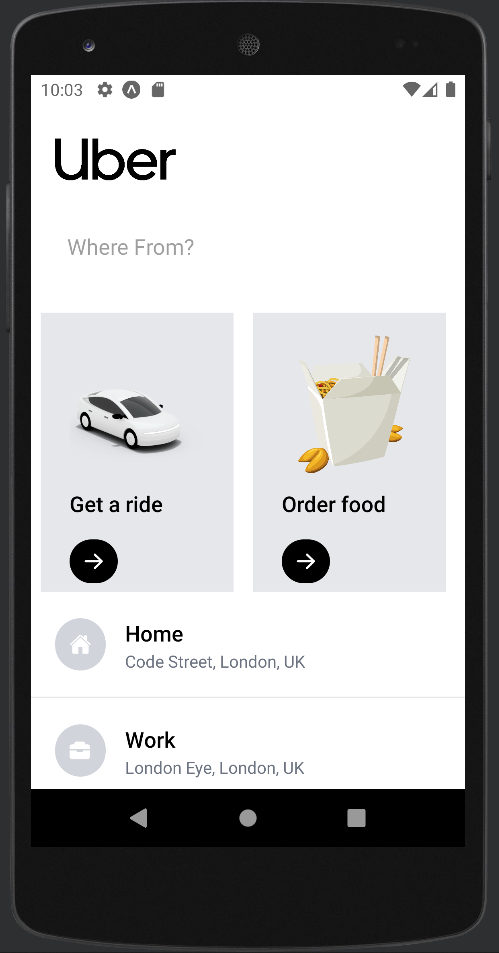 10:03
Uber
Where From?
Get a ride
Order food
Home
Code Street, London, UK
Work
London Eye, London, UK